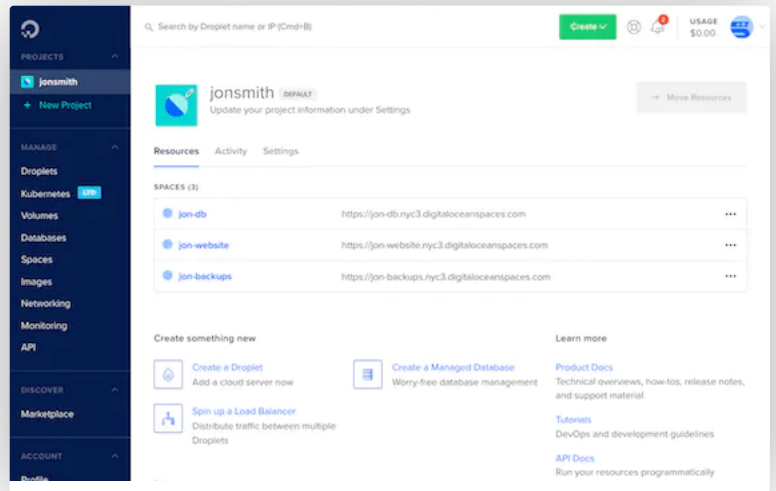 Search by Droplet name or IP (Cmd+B)
Create
2
USAGE
$0.00
PROJECTS
jonsmith
+ New Project
MANAGE
Droplets
Kubernetes LTD
Volumes
Databases
Spaces
Images
Networking
Monitoring
API
DISCOVER
Marketplace
ACCOUNT
Profile
jonsmith DEFAULT
Update your project information under Settings
→ Move Resources
Resources Activity Settings
SPACES (3)
jon-db https://jon-db.nyc3.digitaloceanspaces.com
jon-website https://jon-website.nyc3.digitaloceanspaces.com
jon-backups https://jon-backups.nyc3.digitaloceanspaces.com
Create something new
Create a Droplet
Add a cloud server now
Create a Managed Database
Worry-free database management
Spin up a Load Balancer
Distribute traffic between multiple
Droplets
Learn more
Product Docs
Technical overviews, how-tos, release notes,
and support material
Tutorials
DevOps and development guidelines
API Docs
Run your resources programmatically